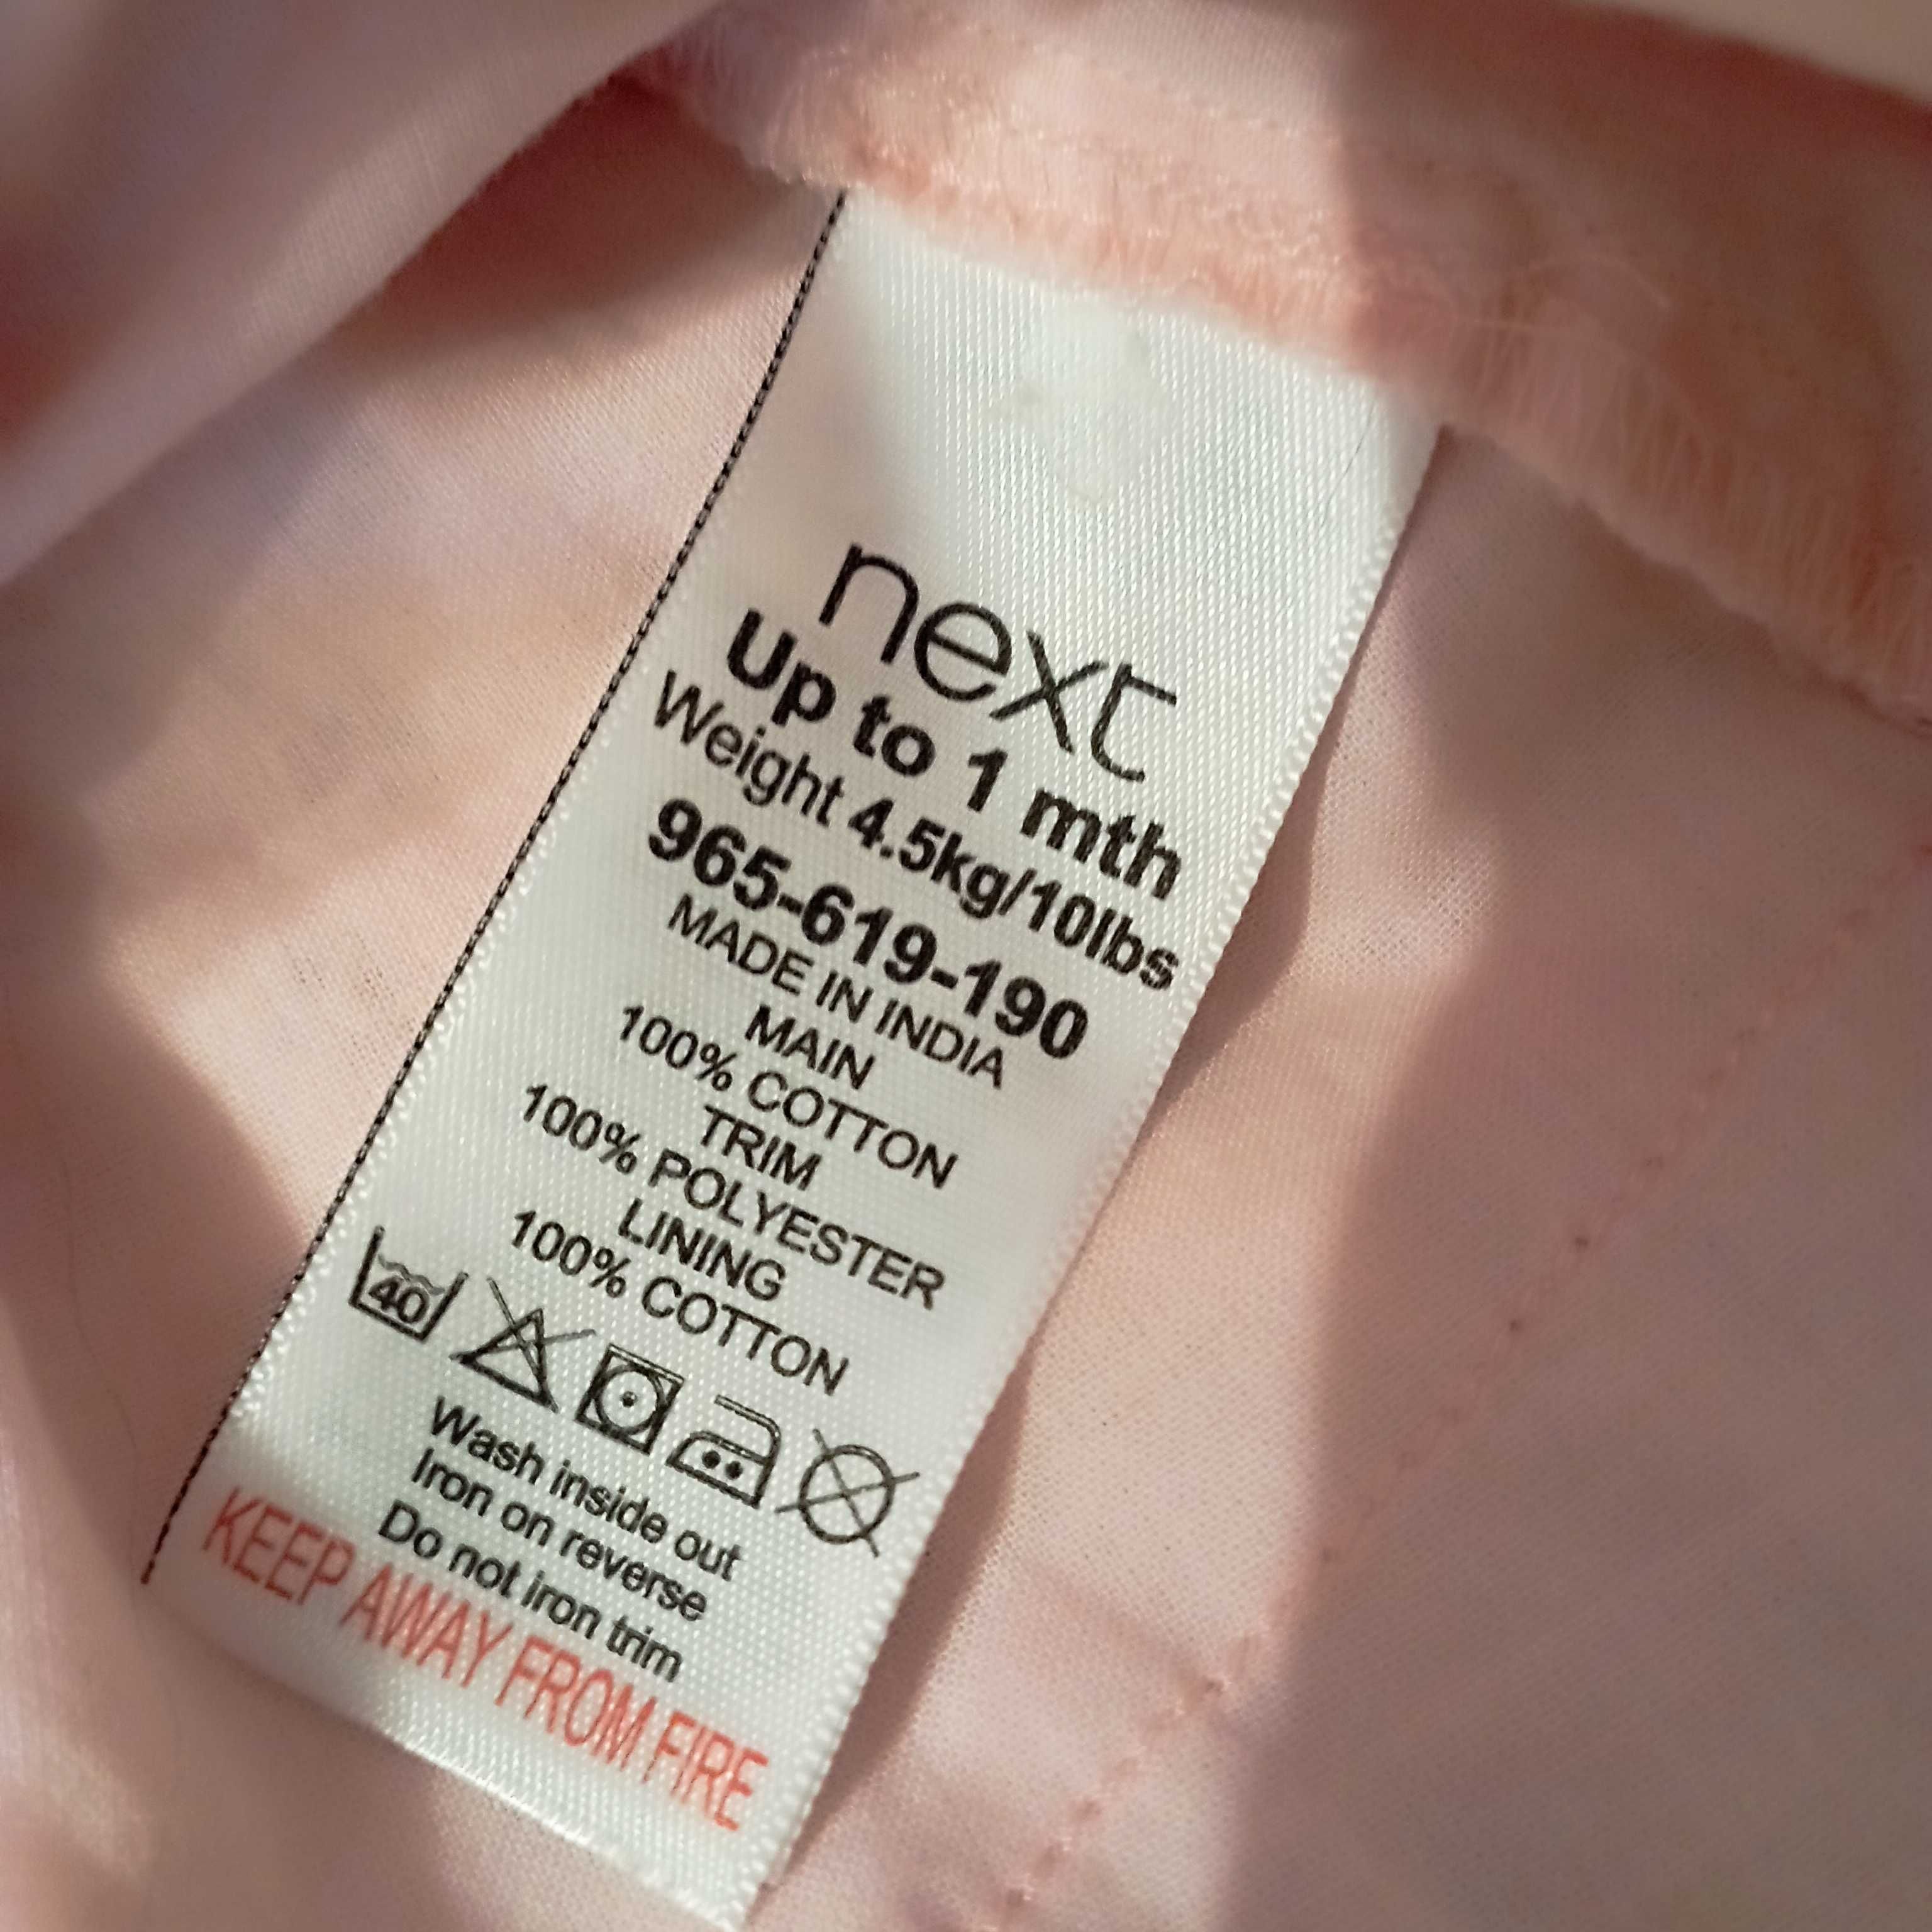 next
Up to 1 mth
Weight 4.5kg/10lbs
965-619-190
MADE IN INDIA
MAIN
100% COTTON
TRIM
100% POLYESTER
LINING
100% COTTON
40
Wash inside out
Iron on reverse
Do not iron trim
KEEP AWAY FROM FIRE